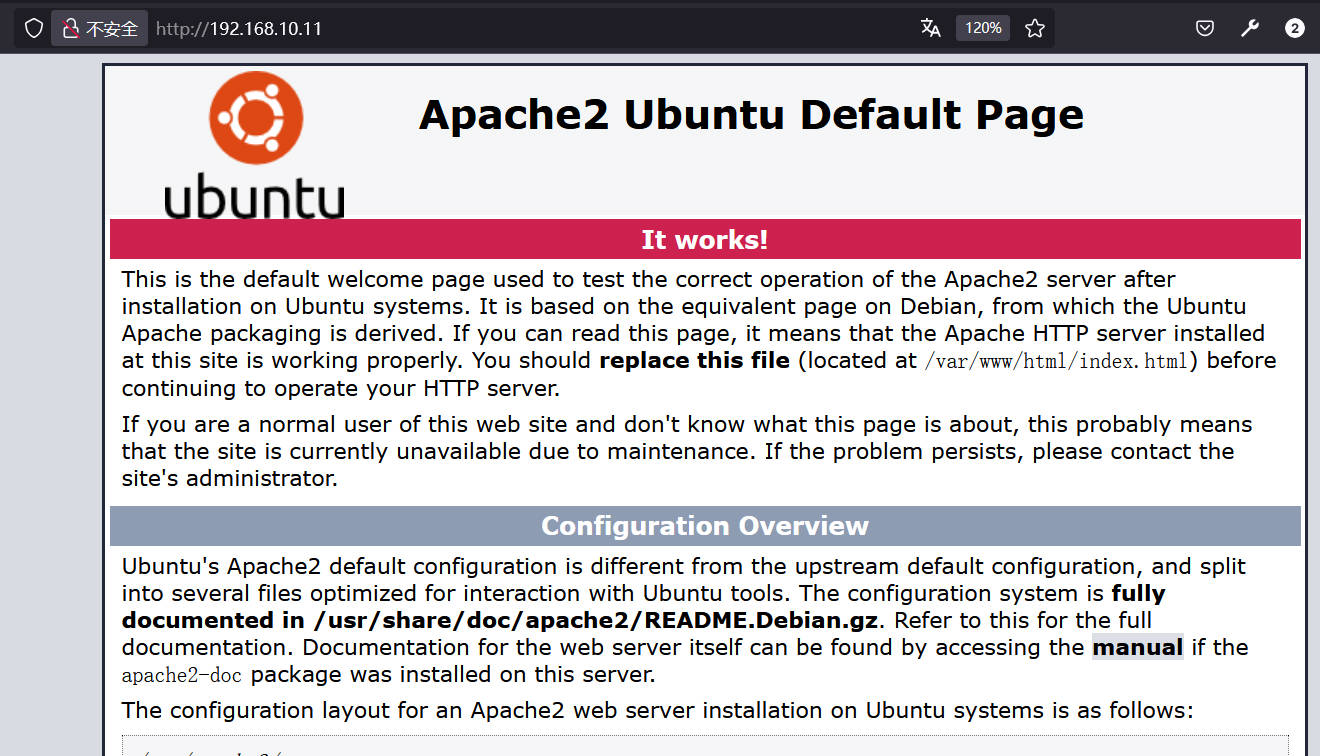 不安全 http://192.168.10.11 120% 2
ubuntu
Apache2 Ubuntu Default Page
It works!
This is the default welcome page used to test the correct operation of the Apache2 server after
installation on Ubuntu systems. It is based on the equivalent page on Debian, from which the Ubuntu
Apache packaging is derived. If you can read this page, it means that the Apache HTTP server installed
at this site is working properly. You should replace this file (located at /var/www/html/index.html) before
continuing to operate your HTTP server.
If you are a normal user of this web site and don't know what this page is about, this probably means
that the site is currently unavailable due to maintenance. If the problem persists, please contact the
site's administrator.
Configuration Overview
Ubuntu's Apache2 default configuration is different from the upstream default configuration, and split
into several files optimized for interaction with Ubuntu tools. The configuration system is fully
documented in /usr/share/doc/apache2/README.Debian.gz. Refer to this for the full
documentation. Documentation for the web server itself can be found by accessing the manual if the
apache2-doc package was installed on this server.
The configuration layout for an Apache2 web server installation on Ubuntu systems is as follows: